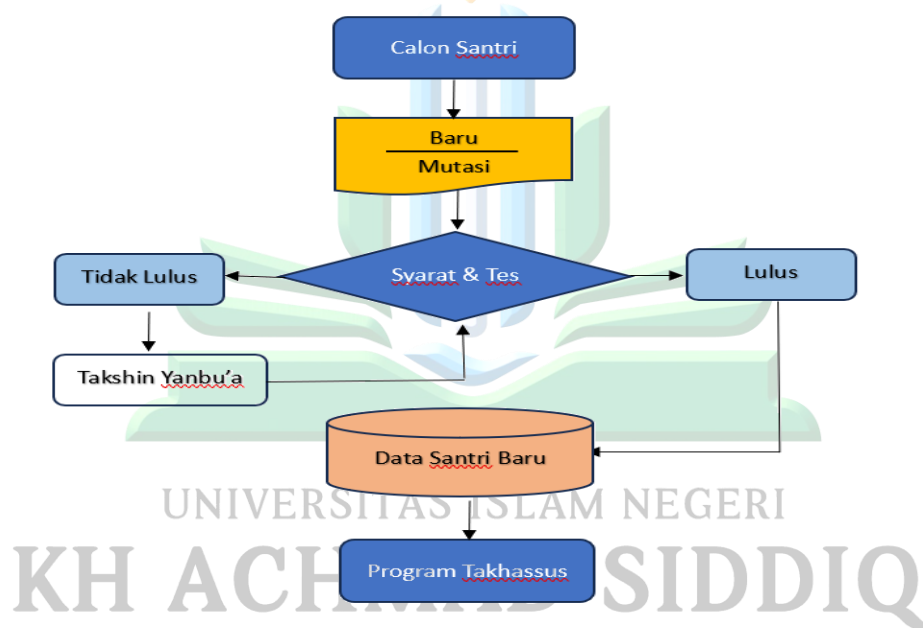 Calon Santri
Baru
Mutasi
Syarat & Tes
Tidak Lulus
Lulus
Takshin Yanbu’a
Data Santri Baru
UNIVERSITAS ISLAM NEGERI
Program Takhassus
KH ACHMAD SIDDIQ